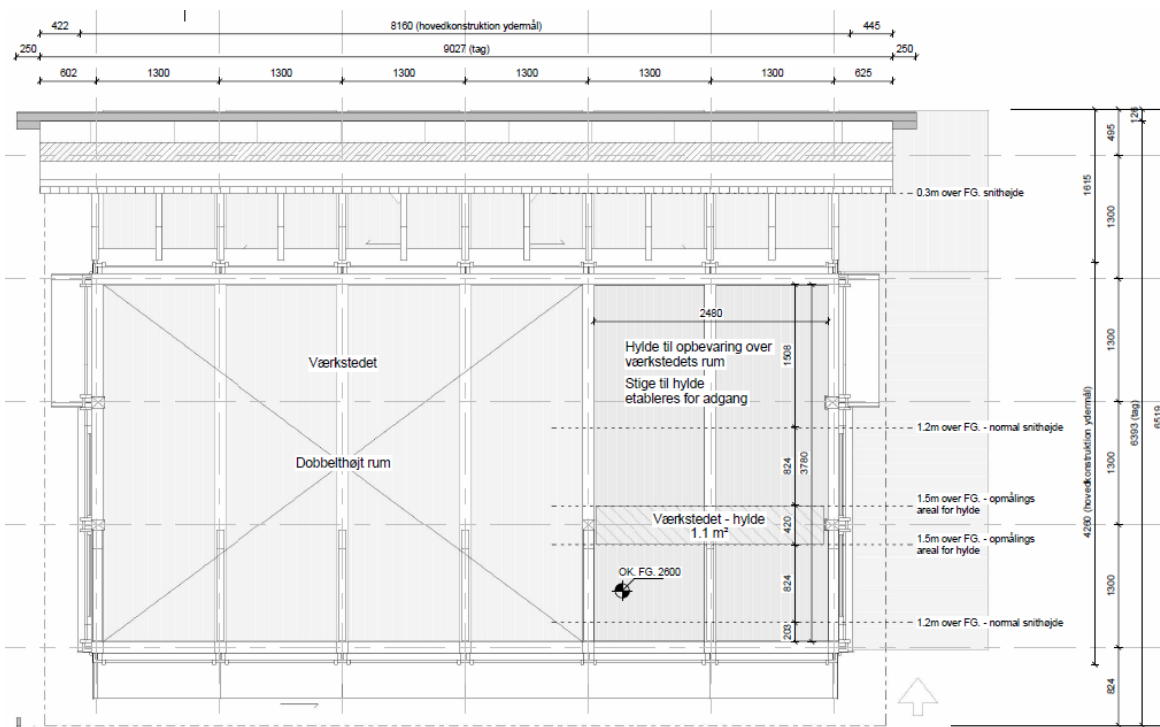 422
8160 (hovedkonstruktion ydermål)
445
250
9027 (tag)
250
602
1300
1300
1300
1300
1300
1300
625
126
495
1615
0.3m over FG. snithøjde
1300
2480
Hylde til opbevaring over
værkstedets rum
Stige til hylde
etableres for adgang
1508
Værkstedet
1300
1.2m over FG. - normal snithøjde
Dobbelthøjt rum
824
3780
1300
4260 (hovedkonstruktion ydermål)
6393 (tag)
6519
1.5m over FG. - opmålings
areal for hylde
Værkstedet - hylde
1.1 m²
420
1.5m over FG. - opmålings
areal for hylde
OK. FG. 2600
824
1300
203
1.2m over FG. - normal snithøjde
824